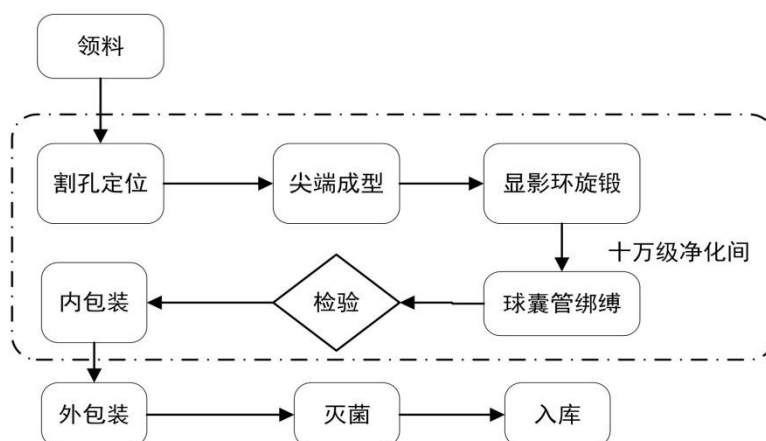 领料
割孔定位
尖端成型
显影环旋锻
十万级净化间
球囊管绑缚
检验
内包装
外包装
灭菌
入库